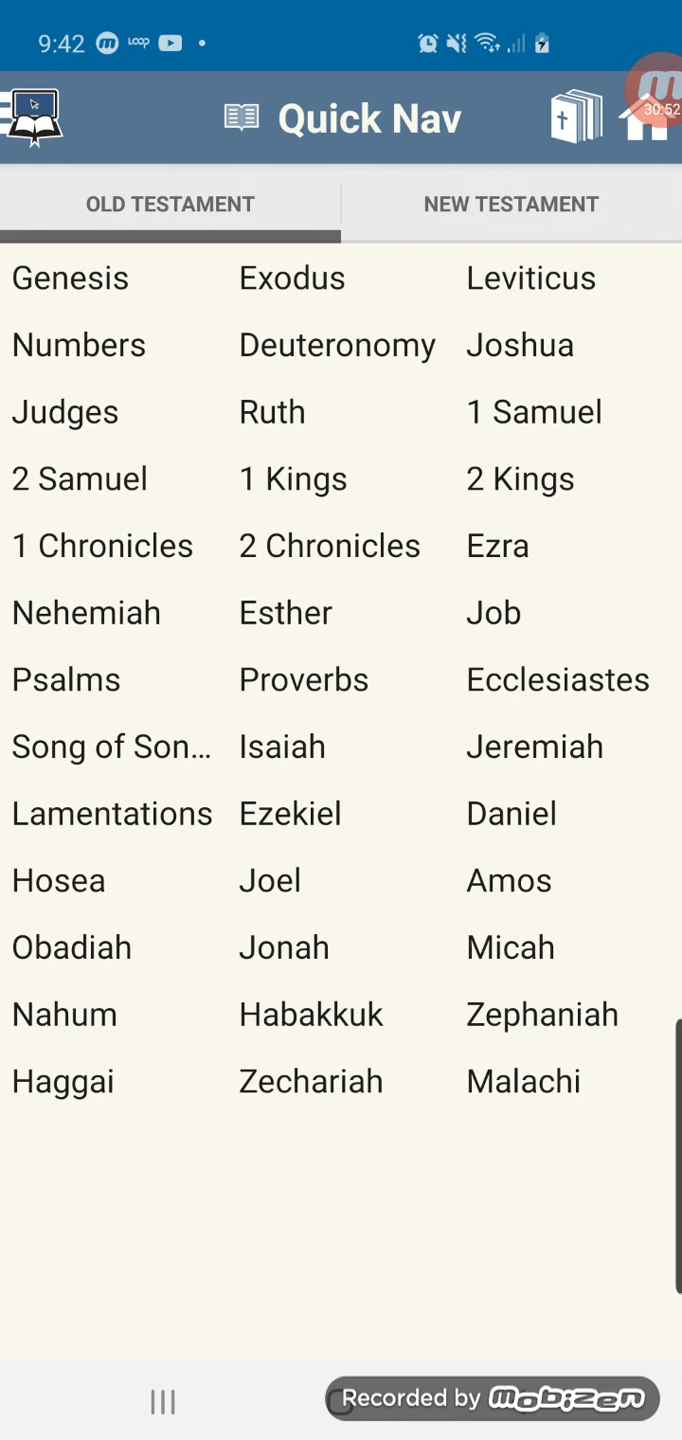 9:42 m LOOP
30:52
Quick Nav
OLD TESTAMENT NEW TESTAMENT
Genesis Exodus Leviticus
Numbers Deuteronomy Joshua
Judges Ruth 1 Samuel
2 Samuel 1 Kings 2 Kings
1 Chronicles 2 Chronicles Ezra
Nehemiah Esther Job
Psalms Proverbs Ecclesiastes
Song of Son... Isaiah Jeremiah
Lamentations Ezekiel Daniel
Hosea Joel Amos
Obadiah Jonah Micah
Nahum Habakkuk Zephaniah
Haggai Zechariah Malachi
Recorded by mobizen